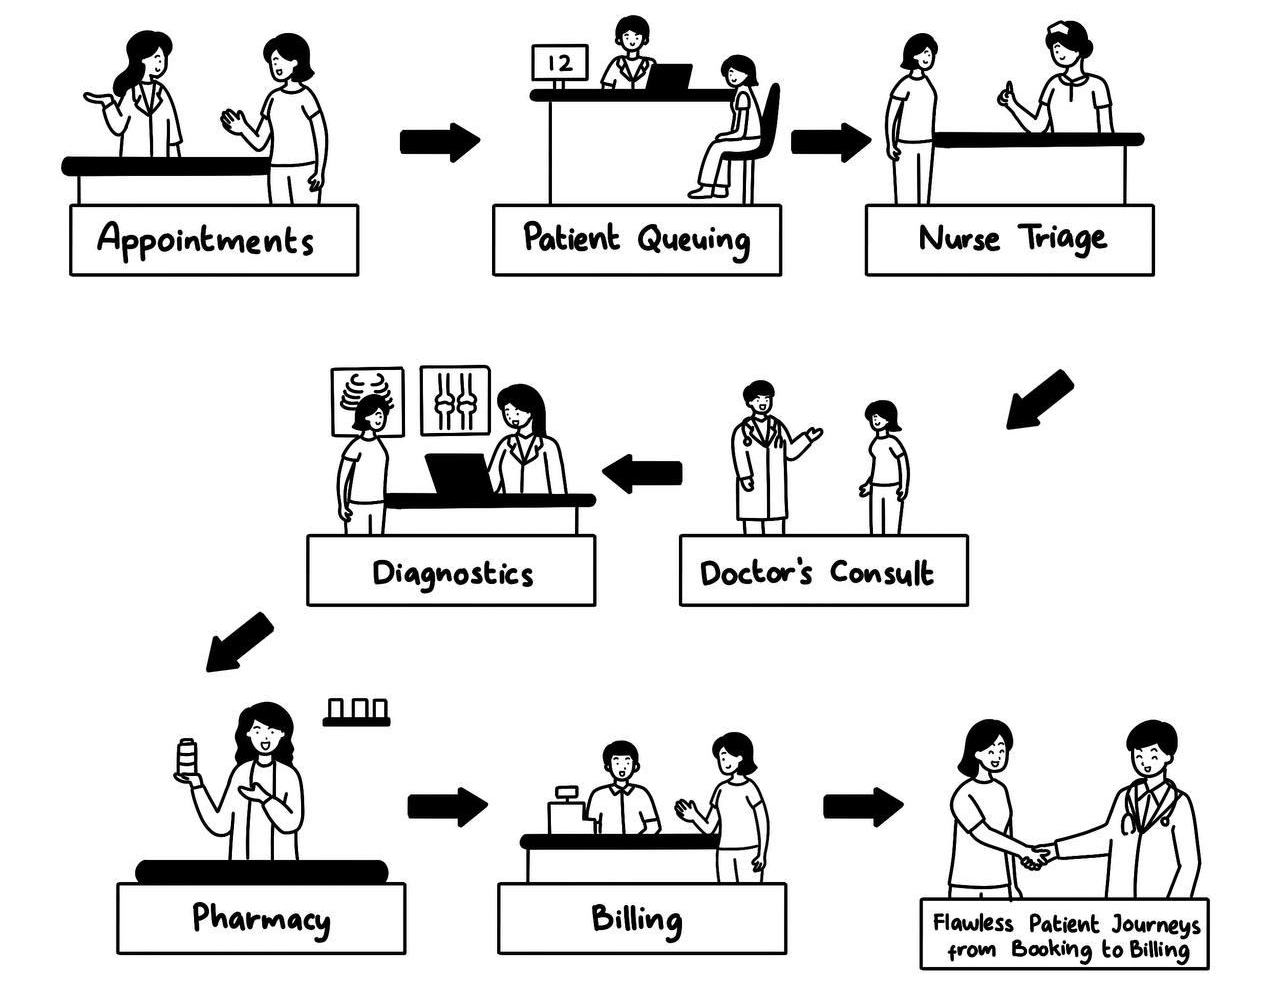 Appointments
12
Patient Queuing
Nurse Triage
Doctor's Consult
Diagnostics
Pharmacy
Billing
Flawless Patient Journeys
from Booking to Billing